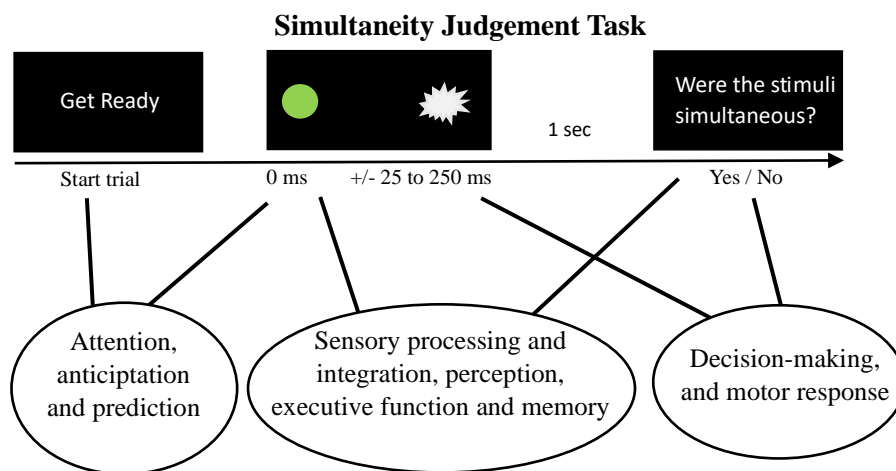 Simultaneity Judgement Task
Get Ready
Were the stimuli
simultaneous?
1 sec
Start trial
0 ms
+/- 25 to 250 ms
Yes / No
Attention,
anticiptation
and prediction
Sensory processing and
integration, perception,
executive function and memory
Decision-making,
and motor response